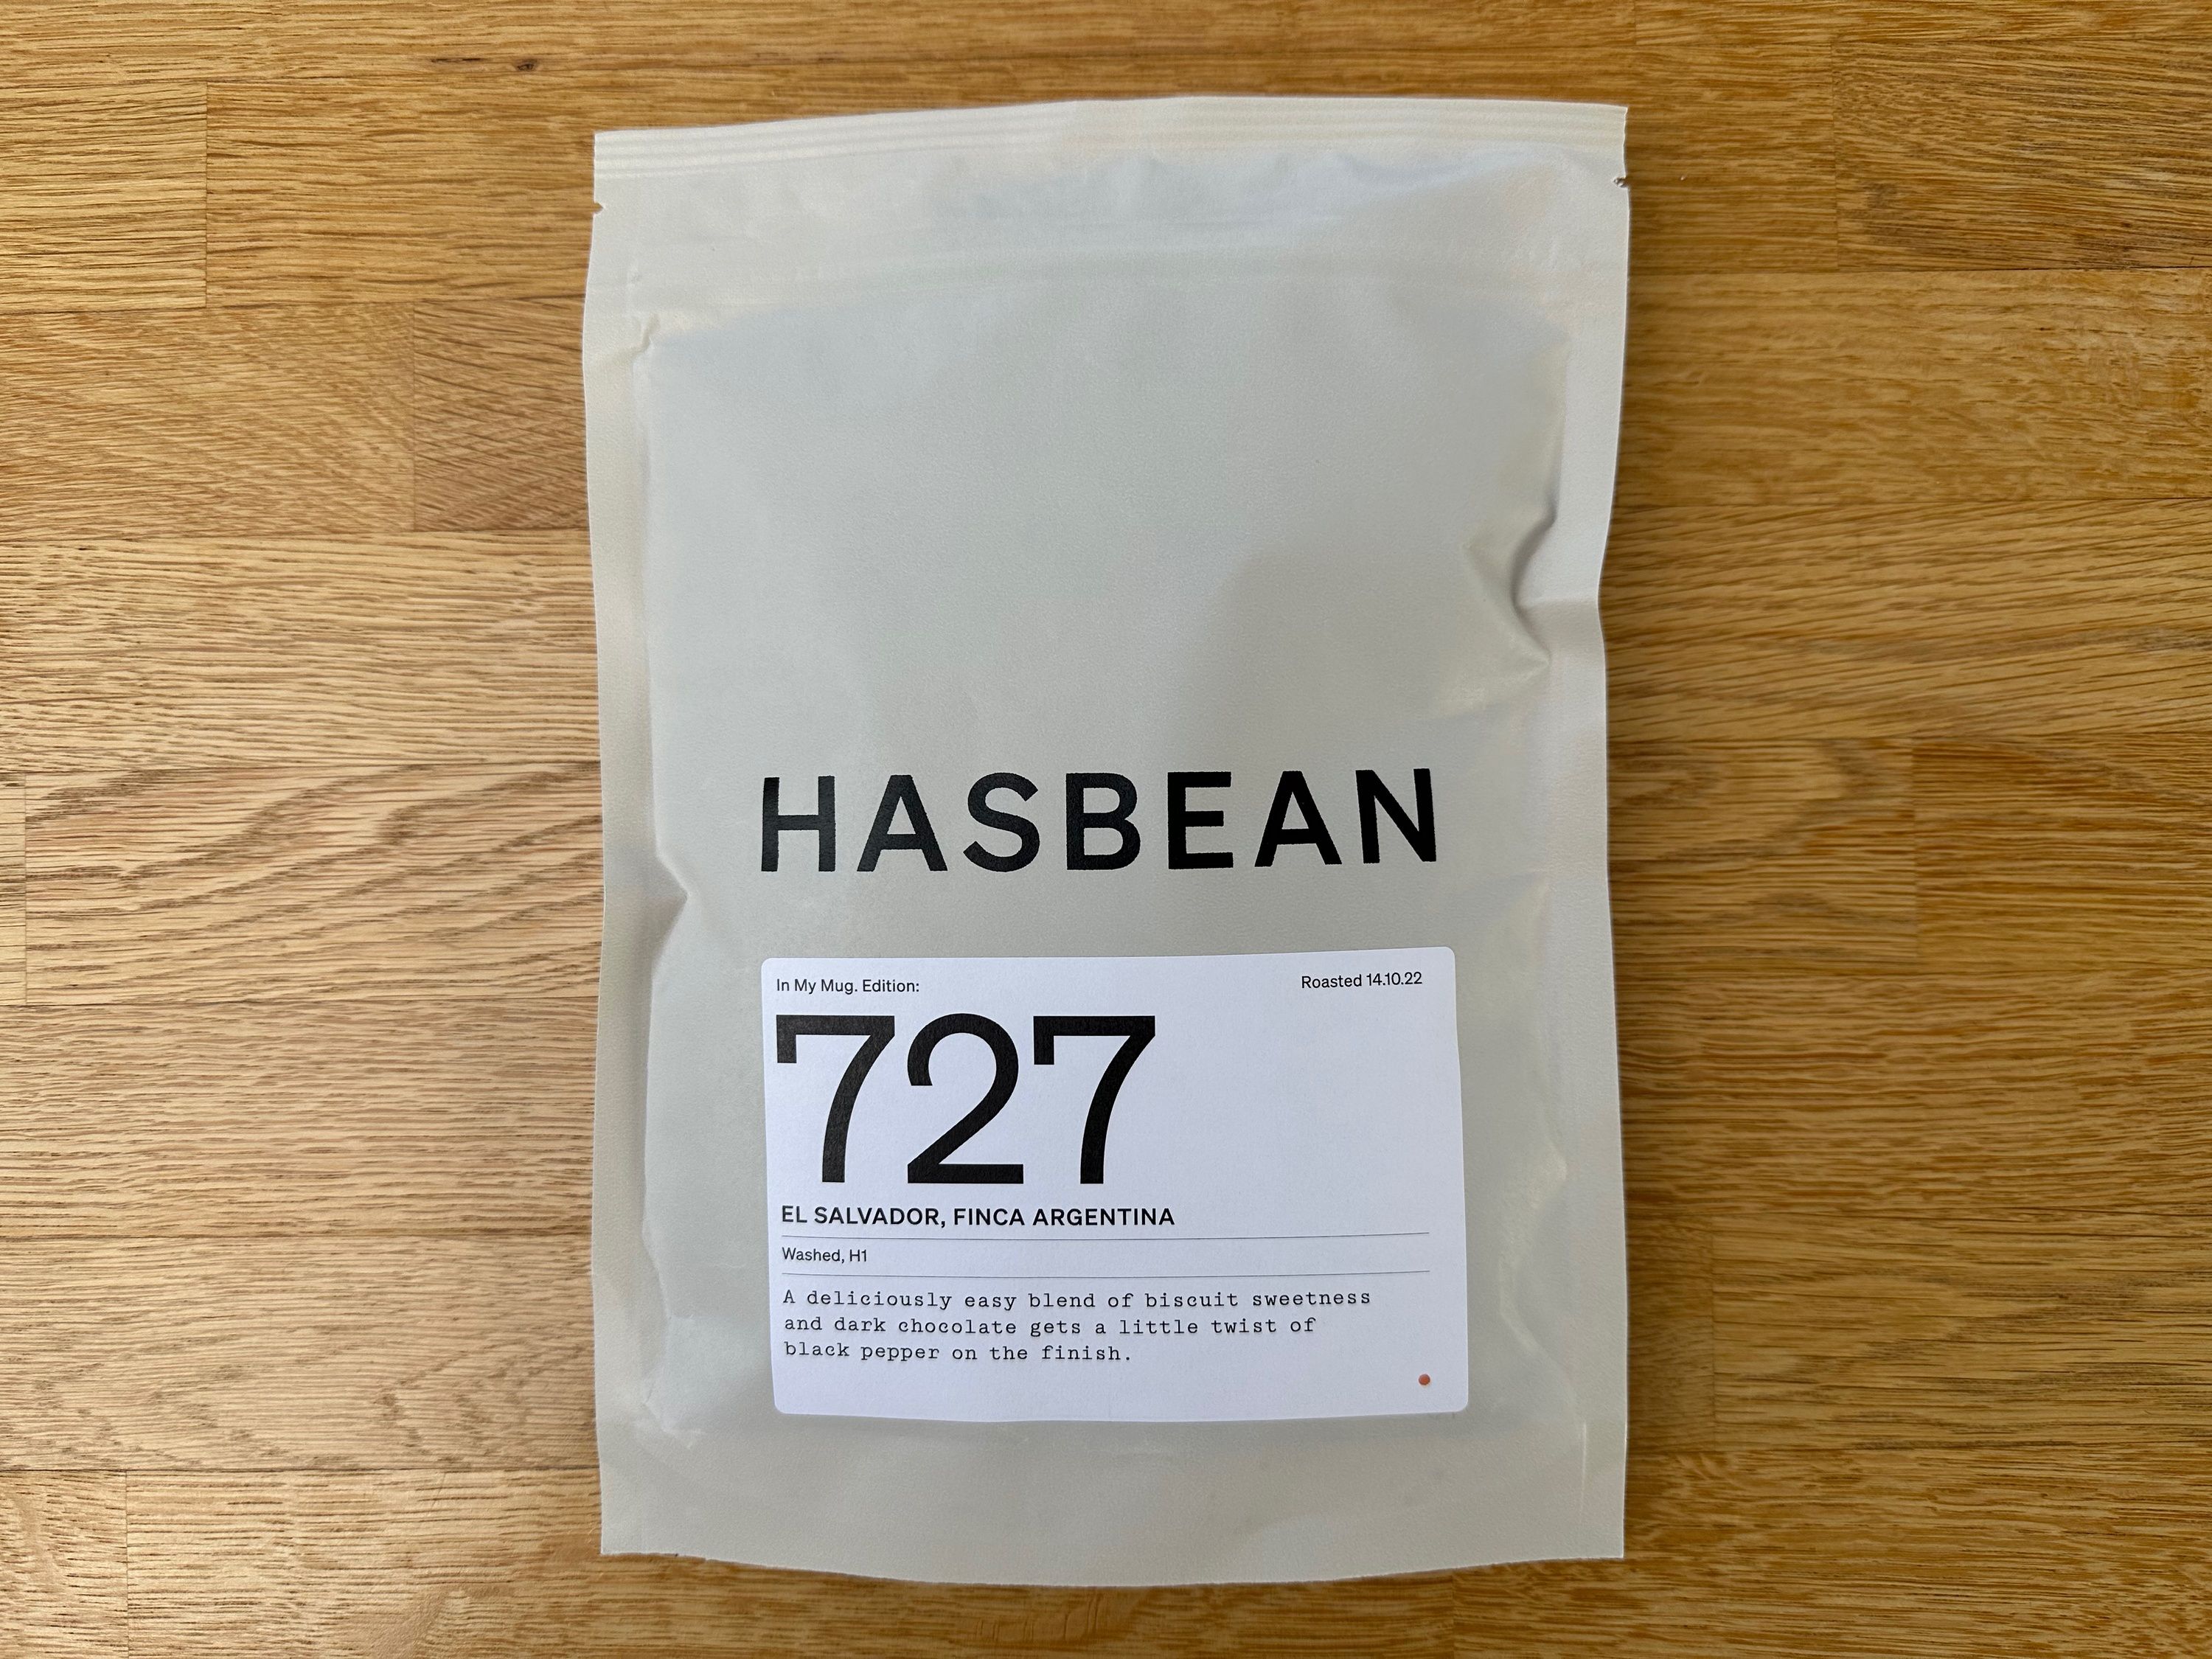 HASBEAN
In My Mug. Edition:
Roasted 14.10.22
727
EL SALVADOR, FINCA ARGENTINA
Washed, H1
A deliciously easy blend of biscuit sweetness
and dark chocolate gets a little twist of
black pepper on the finish.